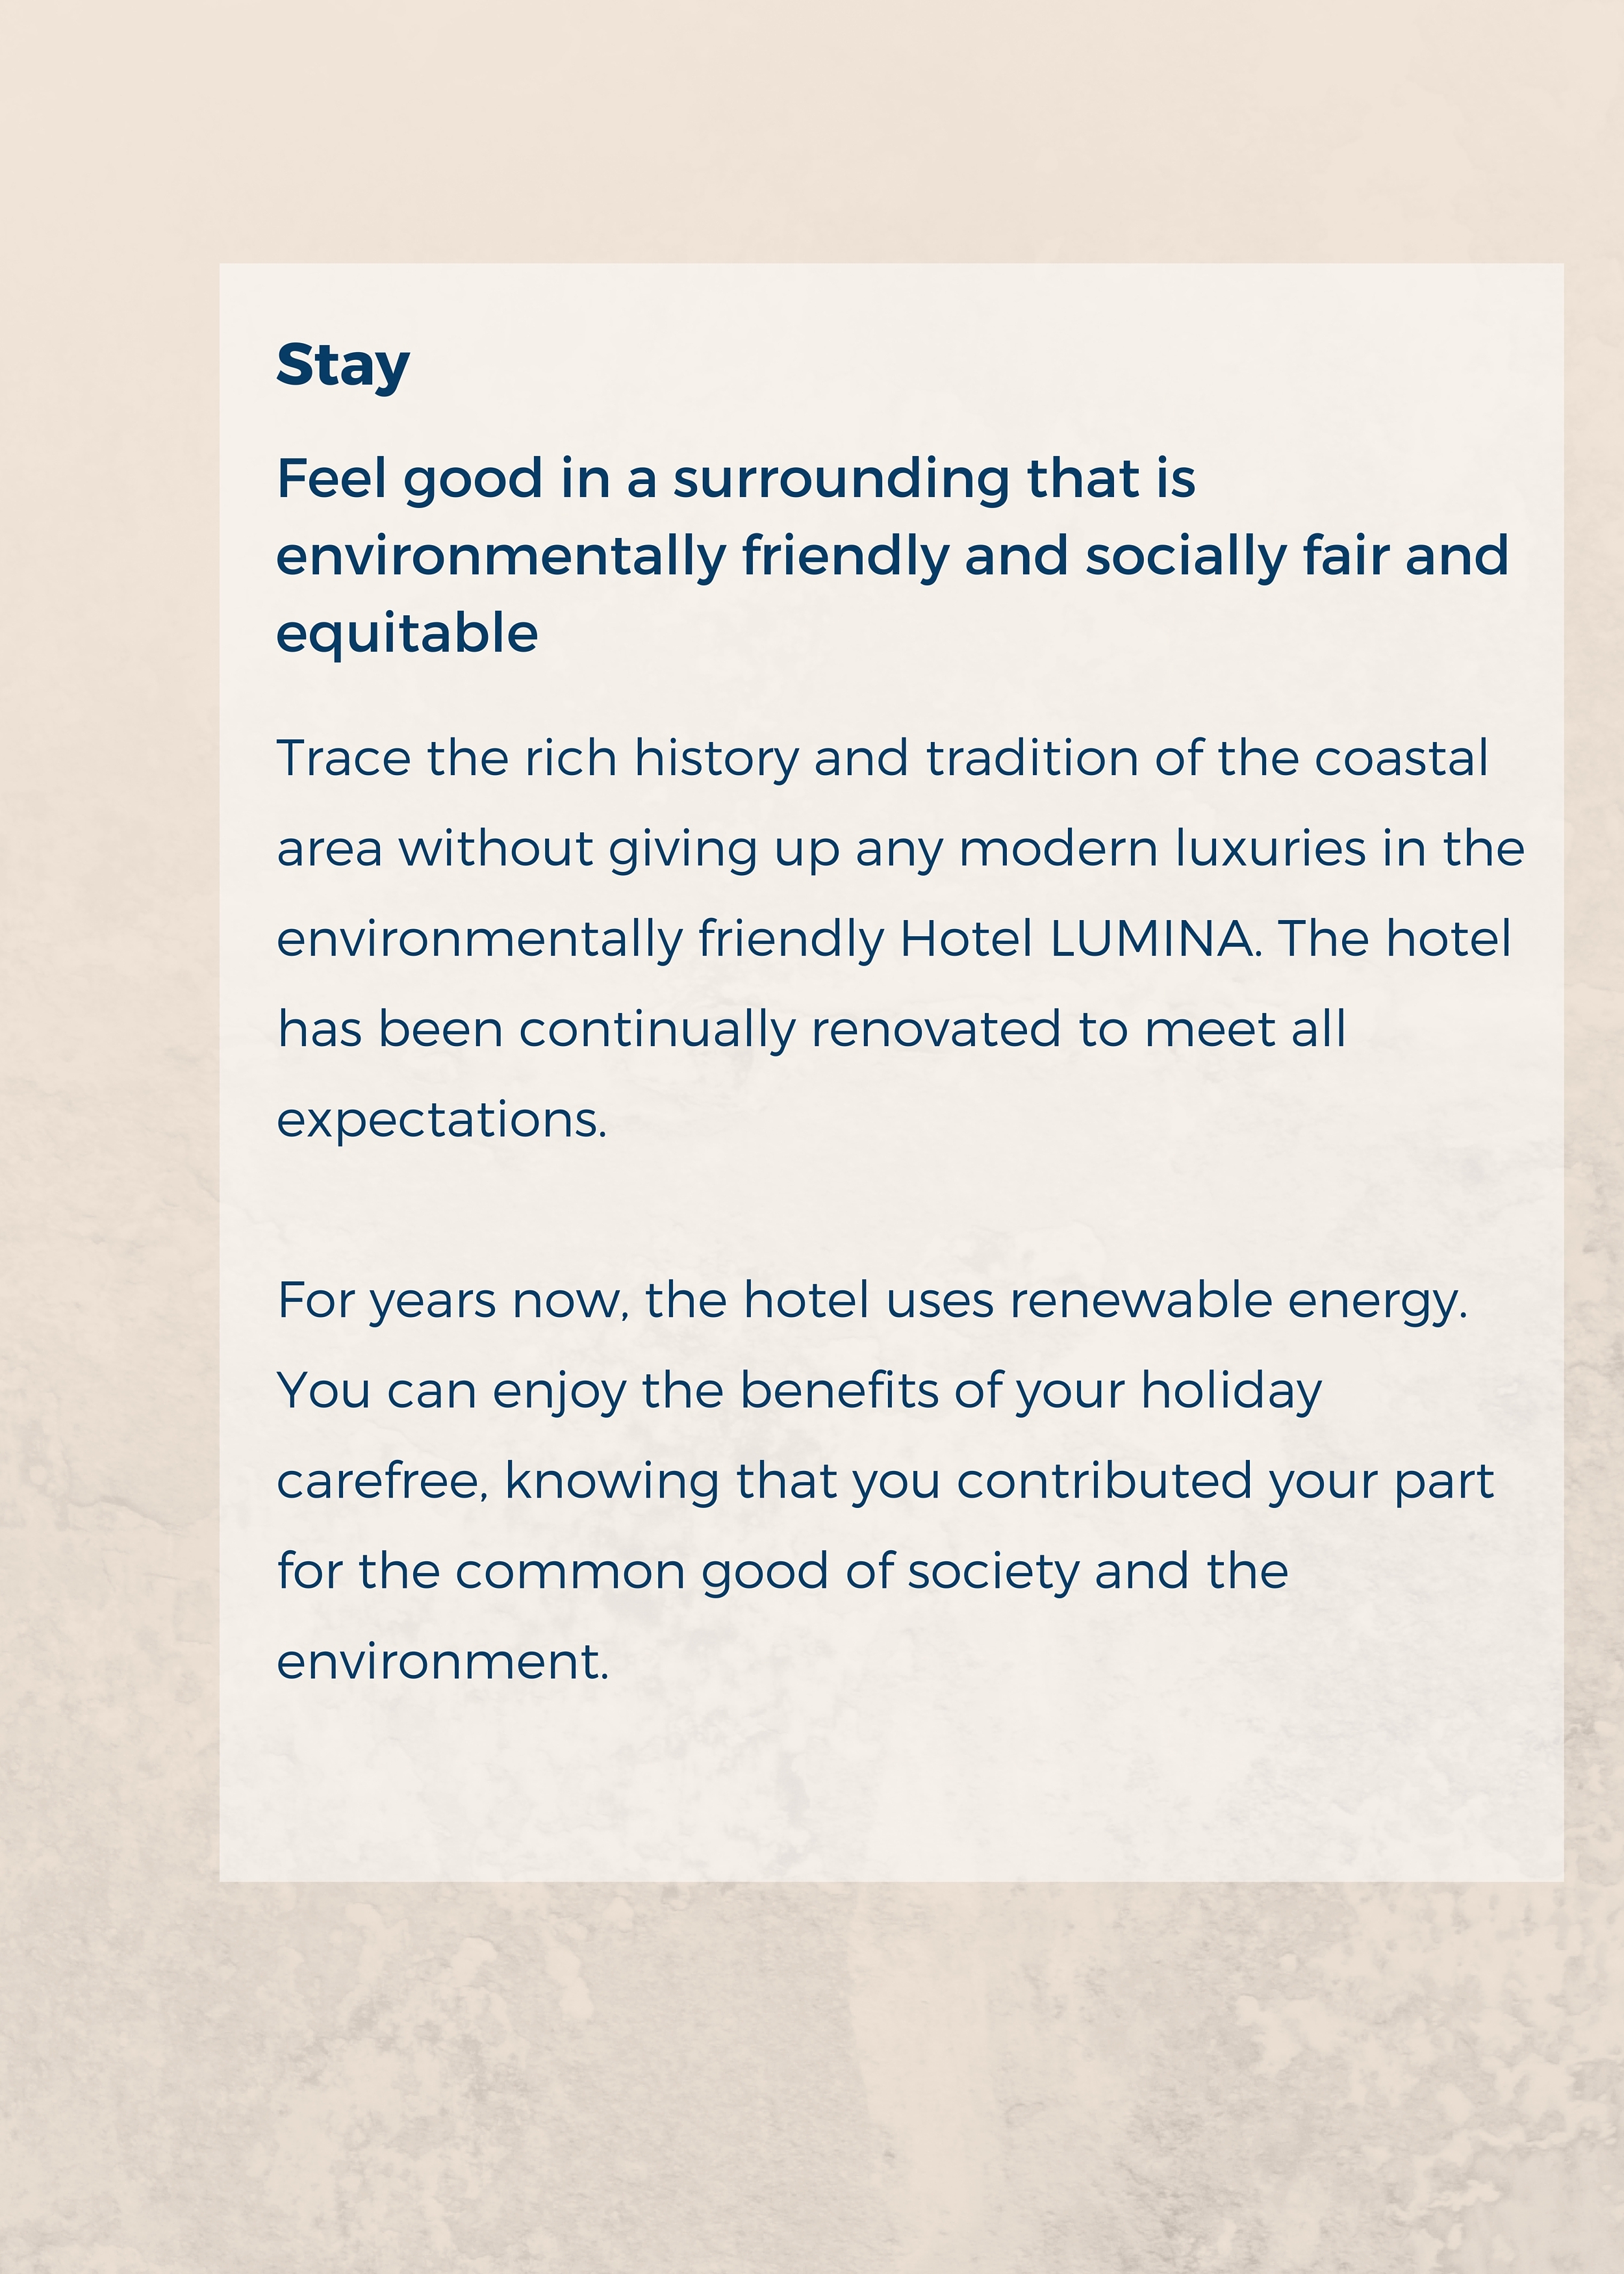 Stay
Feel good in a surrounding that is
environmentally friendly and socially fair and
equitable
Trace the rich history and tradition of the coastal
area without giving up any modern luxuries in the
environmentally friendly Hotel LUMINA. The hotel
has been continually renovated to meet all
expectations.
For years now, the hotel uses renewable energy.
You can enjoy the benefits of your holiday
carefree, knowing that you contributed your part
for the common good of society and the
environment.